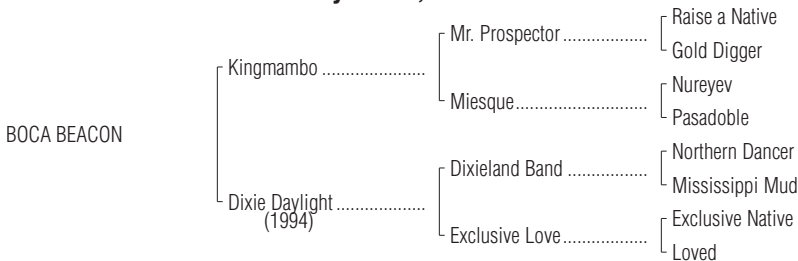 Raise a Native
Mr. Prospector ..................
Gold Digger
Kingmambo ......................
Nureyev
Miesque............................
Pasadoble
BOCA BEACON
Northern Dancer
Dixieland Band .................
Mississippi Mud
Dixie Daylight ...................
(1994)
Exclusive Native
Exclusive Love..................
Loved